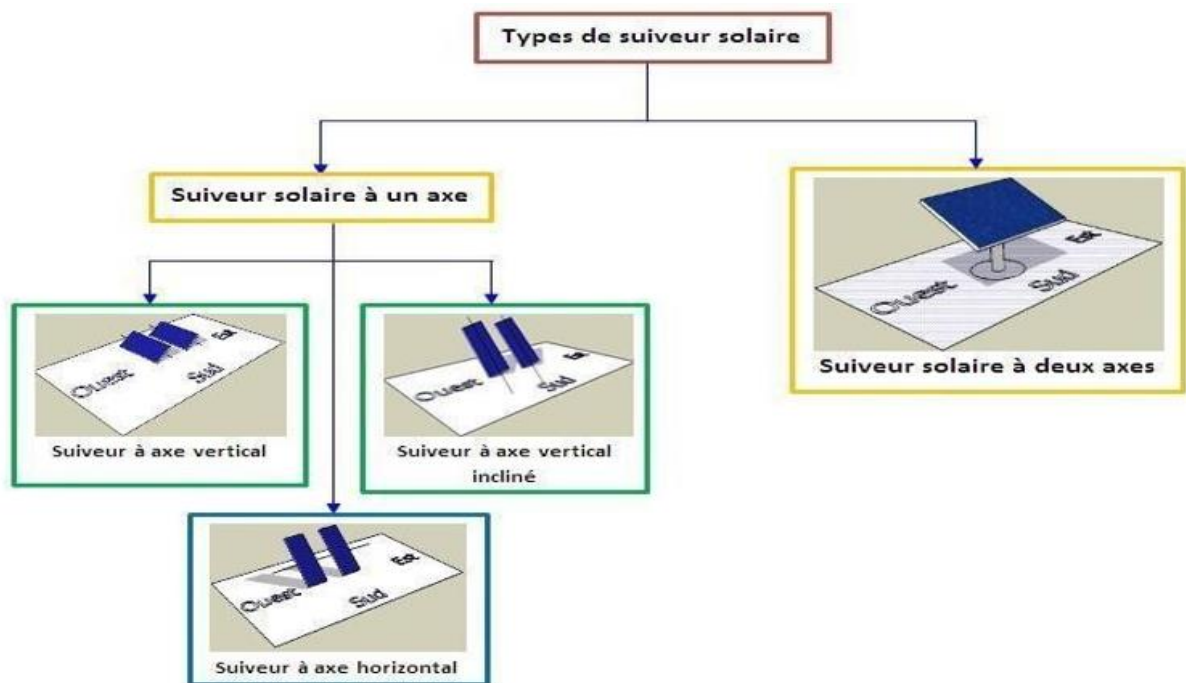 Types de suiveur solaire
Suiveur solaire à un axe
Ouest
Sud
Est
Suiveur solaire à deux axes
Ouest
Sud
Est
Suiveur à axe vertical
Ouest
Sud
Est
Suiveur à axe vertical
incliné
Ouest
Sud
Est
Suiveur à axe horizontal